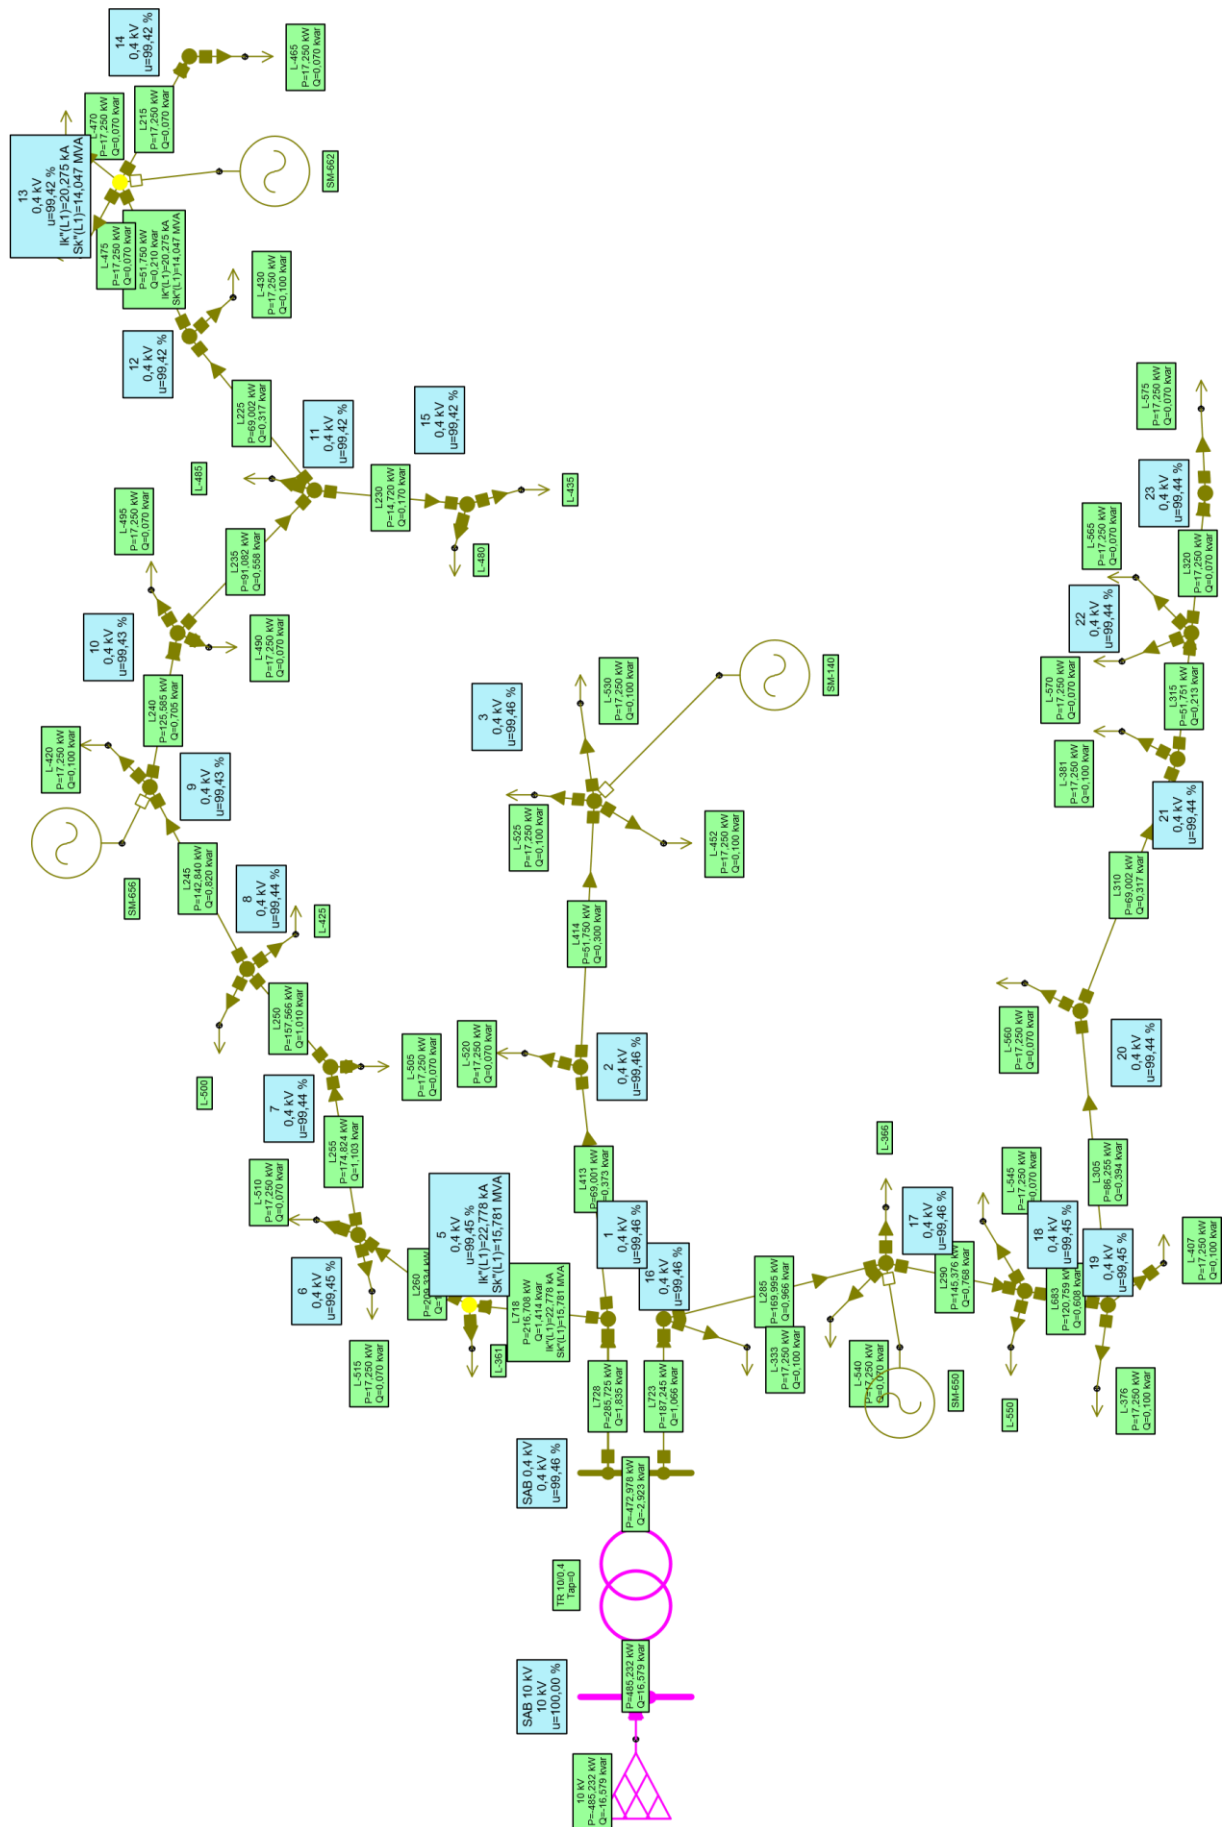 14
0,4 kV
u=99,42 %
L-465
P=17,250 kW
Q=0,070 kvar
L-470
P=17,250 kW
Q=0,070 kvar
L215
P=17,250 kW
Q=0,070 kvar
13
0,4 kV
u=99,42 %
Ik"(L1)=20,275 kA
Sk"(L1)=14,047 MVA
SM-662
L-475
P=17,250 kW
Q=0,070 kvar
P=51,750 kW
Q=0,210 kvar
Ik"(L1)=20,275 kA
Sk"(L1)=14,047 MVA
L-430
P=17,250 kW
Q=0,100 kvar
12
0,4 kV
u=99,42 %
L225
P=69,002 kW
Q=0,317 kvar
11
0,4 kV
u=99,42 %
15
0,4 kV
u=99,42 %
L-485
L230
P=14,720 kW
Q=0,170 kvar
L-435
L-480
L-495
P=17,250 kW
Q=0,070 kvar
L235
P=91,082 kW
Q=0,558 kvar
10
0,4 kV
u=99,43 %
L-490
P=17,250 kW
Q=0,070 kvar
L240
P=125,585 kW
Q=0,705 kvar
L-420
P=17,250 kW
Q=0,100 kvar
9
0,4 kV
u=99,43 %
SM-656
L245
P=142,840 kW
Q=0,820 kvar
8
0,4 kV
u=99,44 %
L-425
L-500
L250
P=157,566 kW
Q=1,010 kvar
7
0,4 kV
u=99,44 %
L-505
P=17,250 kW
Q=0,070 kvar
L255
P=174,824 kW
Q=1,103 kvar
L-510
P=17,250 kW
Q=0,070 kvar
6
0,4 kV
u=99,45 %
L-515
P=17,250 kW
Q=0,070 kvar
L260
P=209,334 kW
5
0,4 kV
u=99,45 %
Ik"(L1)=22,778 kA
Sk"(L1)=15,781 MVA
L718
P=216,708 kW
Q=1,414 kvar
Ik"(L1)=22,778 kA
Sk"(L1)=15,781 MVA
L-361
3
0,4 kV
u=99,46 %
L-530
P=17,250 kW
Q=0,100 kvar
SM-140
L-525
P=17,250 kW
Q=0,100 kvar
L-452
P=17,250 kW
Q=0,100 kvar
L414
P=51,750 kW
Q=0,300 kvar
L-520
P=17,250 kW
Q=0,070 kvar
2
0,4 kV
u=99,46 %
L413
P=69,001 kW
Q=0,373 kvar
1
0,4 kV
u=99,46 %
16
0,4 kV
u=99,46 %
L728
P=285,725 kW
Q=1,835 kvar
L723
P=187,245 kW
Q=1,066 kvar
SAB 0,4 kV
0,4 kV
u=99,46 %
P=-472,978 kW
Q=-2,923 kvar
TR 10/0,4
Tap=0
P=485,232 kW
Q=16,579 kvar
SAB 10 kV
10 kV
u=100,00 %
10 kV
P=-485,232 kW
Q=-16,579 kvar
L-575
P=17,250 kW
Q=0,070 kvar
23
0,4 kV
u=99,44 %
L-565
P=17,250 kW
Q=0,070 kvar
L320
P=17,250 kW
Q=0,070 kvar
22
0,4 kV
u=99,44 %
L-570
P=17,250 kW
Q=0,070 kvar
L315
P=51,751 kW
Q=0,213 kvar
L-381
P=17,250 kW
Q=0,100 kvar
21
0,4 kV
u=99,44 %
L310
P=69,002 kW
Q=0,317 kvar
L-560
P=17,250 kW
Q=0,070 kvar
20
0,4 kV
u=99,44 %
L305
P=86,255 kW
Q=0,394 kvar
L-366
17
0,4 kV
u=99,45 %
L-545
P=17,250 kW
Q=0,070 kvar
18
0,4 kV
u=99,45 %
19
0,4 kV
u=99,45 %
L-407
P=17,250 kW
Q=0,100 kvar
L285
P=169,995 kW
Q=0,966 kvar
L290
P=145,376 kW
Q=0,768 kvar
L683
P=120,759 kW
Q=0,608 kvar
L-333
P=17,250 kW
Q=0,100 kvar
L-540
P=17,250 kW
Q=0,070 kvar
SM-650
L-550
L-376
P=17,250 kW
Q=0,100 kvar